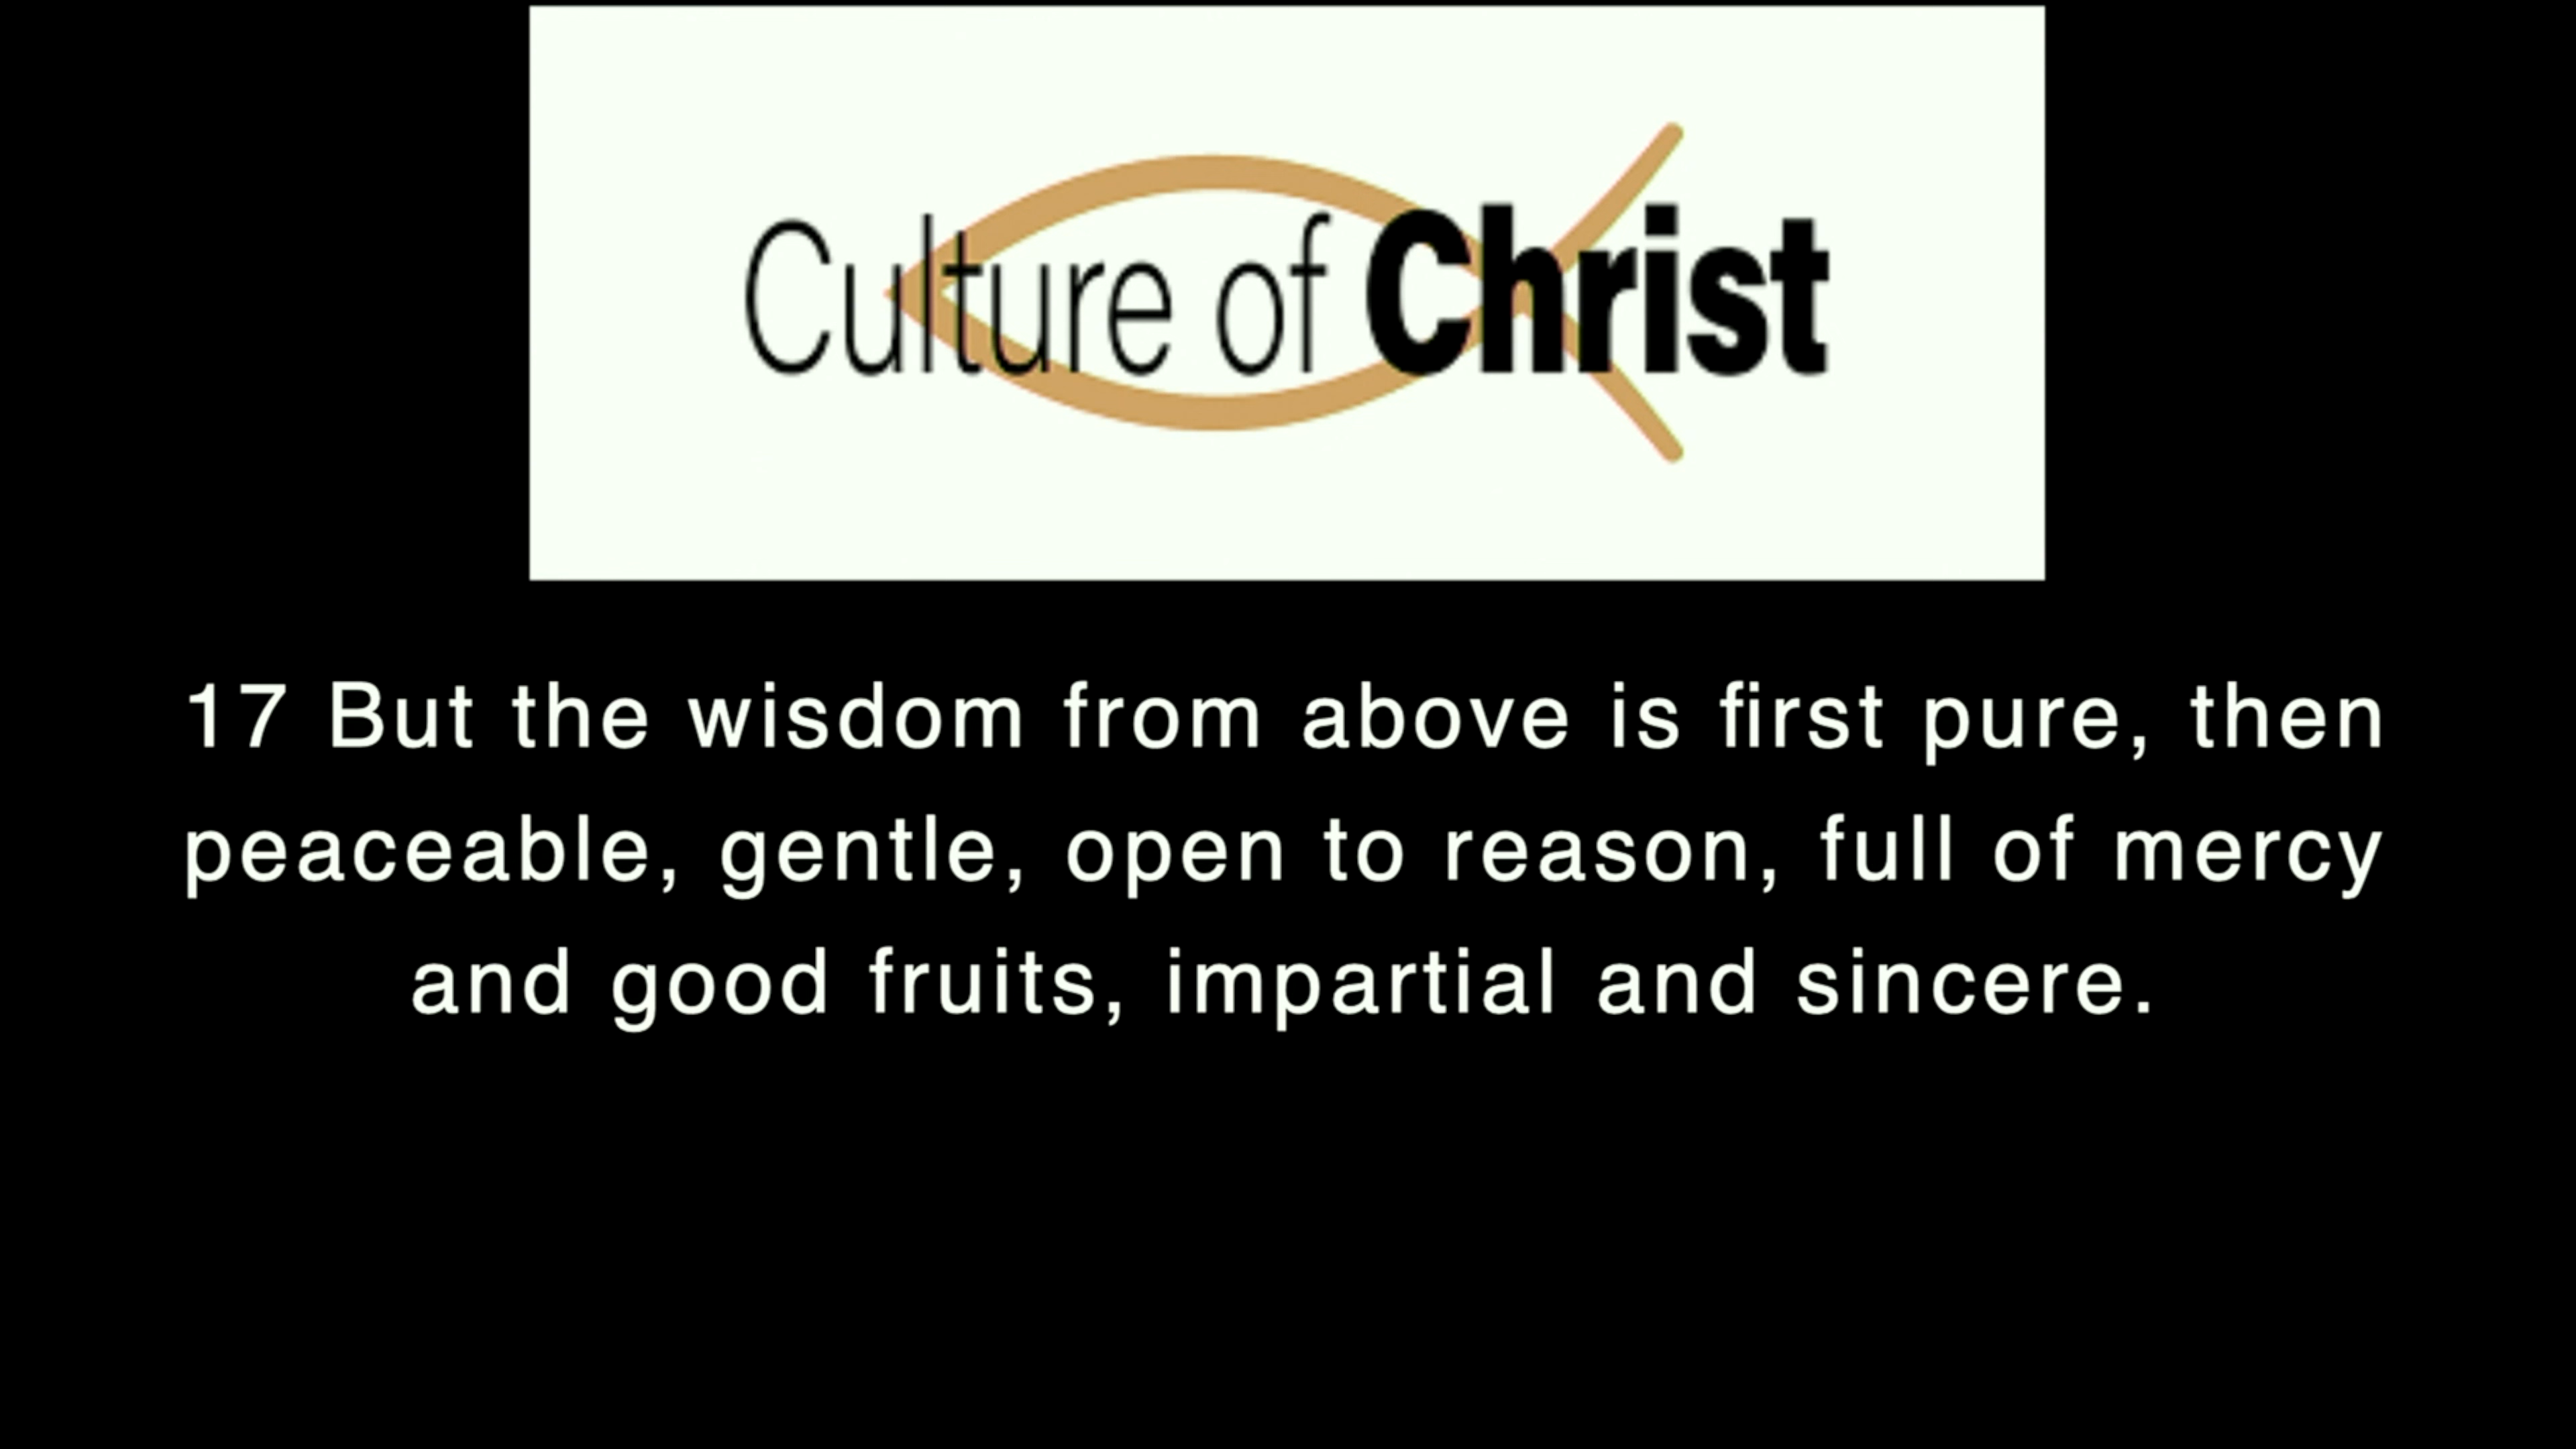 Culture of Christ
17 But the wisdom from above is first pure, then
peaceable, gentle, open to reason, full of mercy
and good fruits, impartial and sincere.